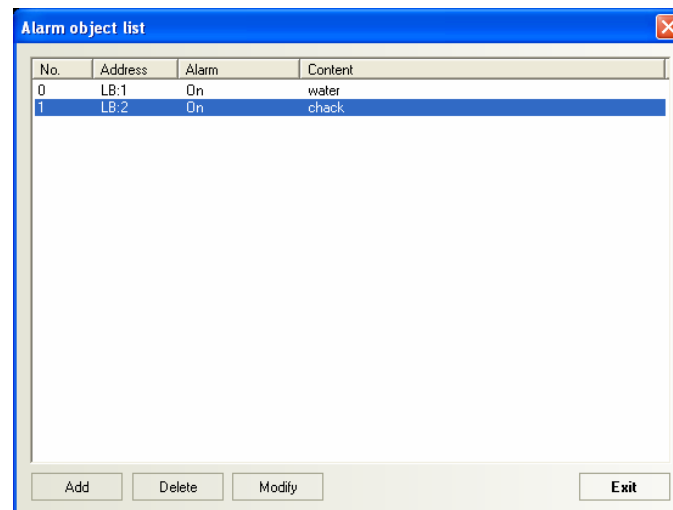 Alarm object list
No. Address Alarm Content
0 LB:1 On water
1 LB:2 On chack
Add Delete Modify Exit